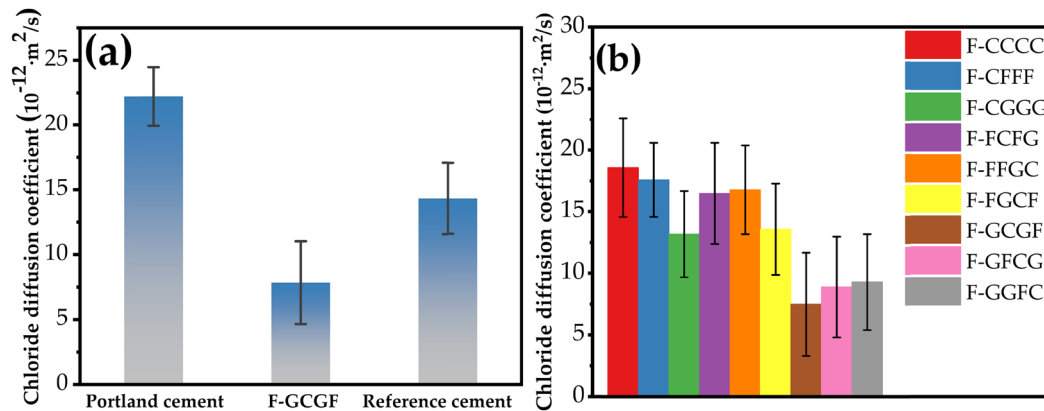 Chloride diffusion coefficient (10⁻¹²·m²/s)
(a)
25
20
15
10
5
0
Portland cement F-GCGF Reference cement
Chloride diffusion coefficient (10⁻¹²·m²/s)
(b)
30
25
20
15
10
5
0
F-CCCC
F-CFFF
F-CGGG
F-FCFG
F-FFGC
F-FGCF
F-GCGF
F-GFCG
F-GGFC